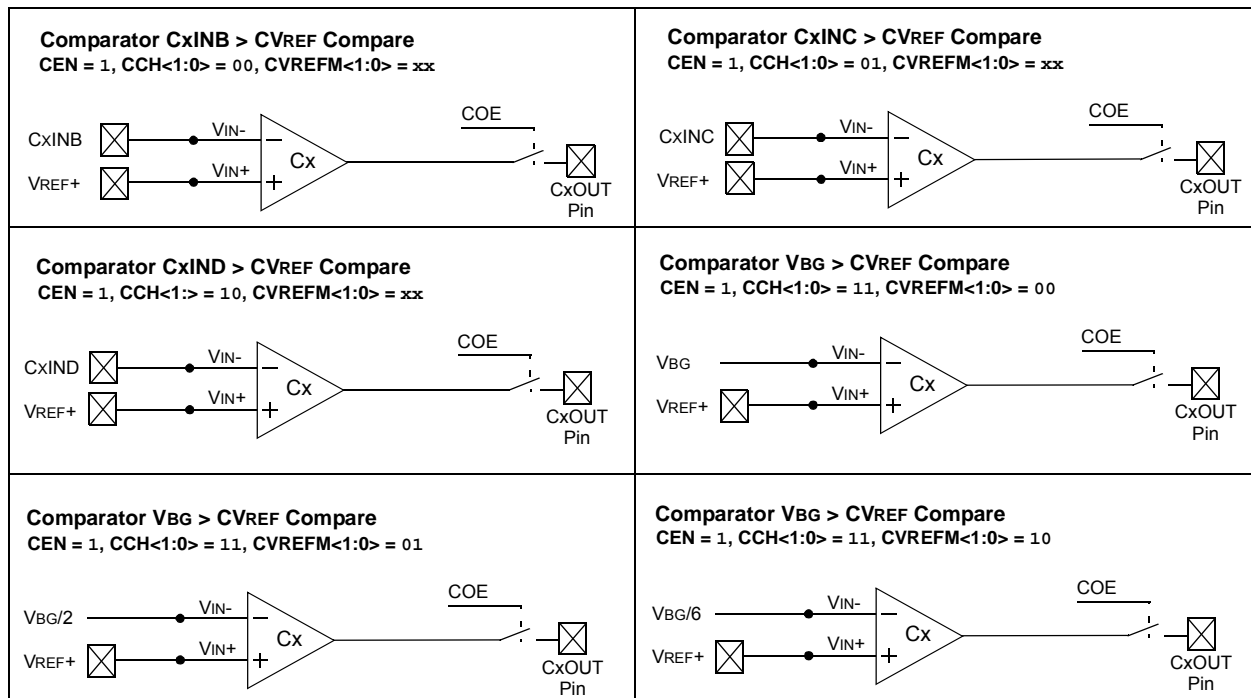 Comparator CxINB > CVREF Compare
CEN = 1, CCH<1:0> = 00, CVREFM<1:0> = xx
COE
CxINB
VIN-
Cx
VREF+
VIN+
CxOUT
Pin
Comparator CxINC > CVREF Compare
CEN = 1, CCH<1:0> = 01, CVREFM<1:0> = xx
COE
CxINC
VIN-
Cx
VREF+
VIN+
CxOUT
Pin
Comparator CxIND > CVREF Compare
CEN = 1, CCH<1:> = 10, CVREFM<1:0> = xx
COE
CxIND
VIN-
Cx
VREF+
VIN+
CxOUT
Pin
Comparator VBG > CVREF Compare
CEN = 1, CCH<1:0> = 11, CVREFM<1:0> = 00
COE
VBG
VIN-
Cx
VREF+
VIN+
CxOUT
Pin
Comparator VBG > CVREF Compare
CEN = 1, CCH<1:0> = 11, CVREFM<1:0> = 01
COE
VBG/2
VIN-
Cx
VREF+
VIN+
CxOUT
Pin
Comparator VBG > CVREF Compare
CEN = 1, CCH<1:0> = 11, CVREFM<1:0> = 10
COE
VBG/6
VIN-
Cx
VREF+
VIN+
CxOUT
Pin